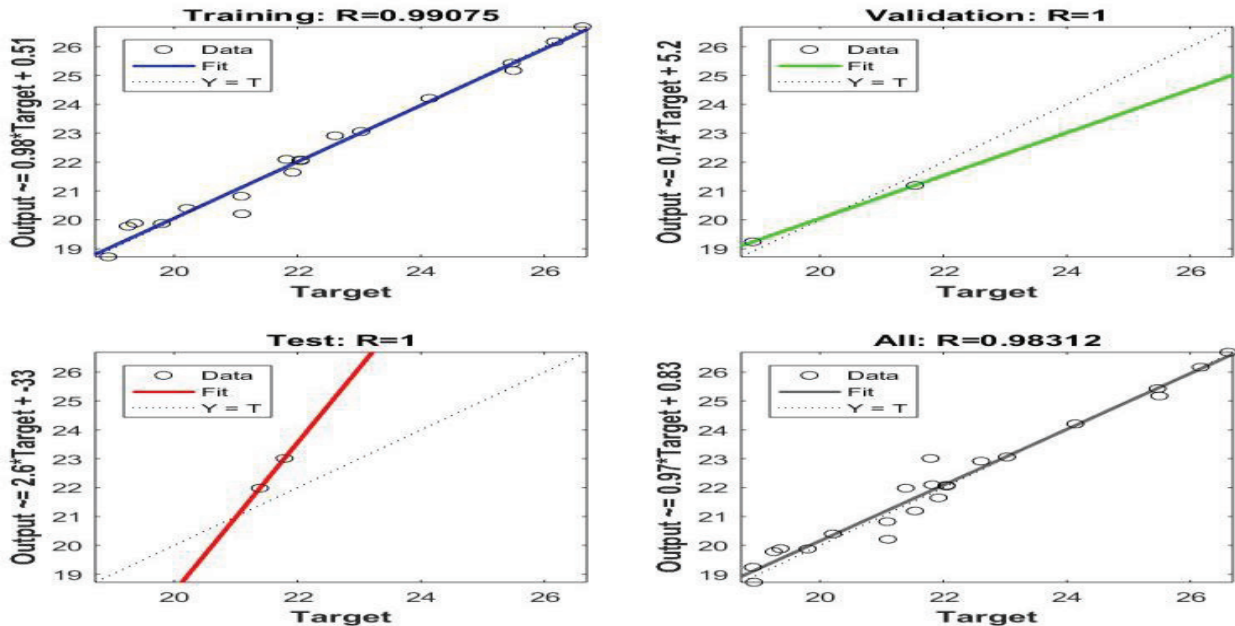 Training: R=0.99075
Output ~= 0.98*Target + 0.51
26
25
24
23
22
21
20
19
Data
Fit
Y = T
20 22 24 26
Target
Validation: R=1
Output ~= 0.74*Target + 5.2
26
25
24
23
22
21
20
19
Data
Fit
Y = T
20 22 24 26
Target
Test: R=1
Output ~= 2.6*Target + -33
26
25
24
23
22
21
20
19
Data
Fit
Y = T
20 22 24 26
Target
All: R=0.98312
Output ~= 0.97*Target + 0.83
26
25
24
23
22
21
20
19
Data
Fit
Y = T
20 22 24 26
Target